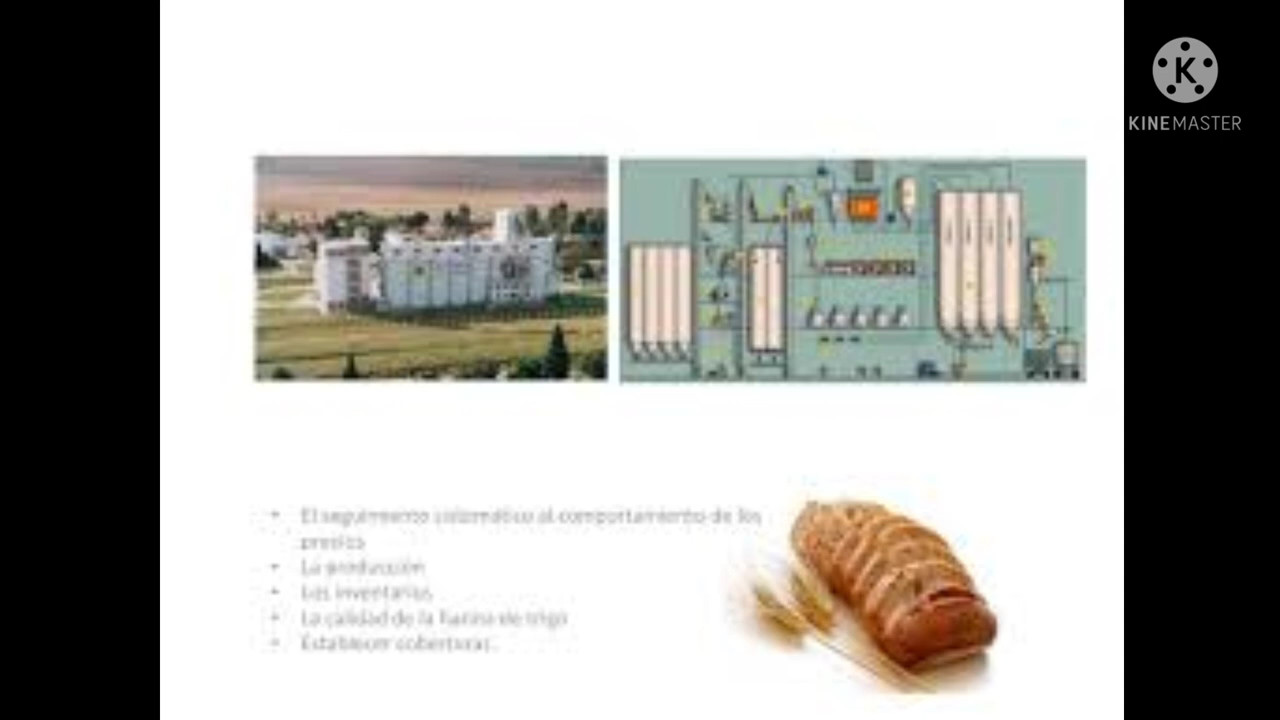 KINEMASTER
• El seguimiento sistemático al comportamiento de los
precios
• La producción
• Los inventarios
• La calidad de la harina de trigo
• Establecer coberturas.